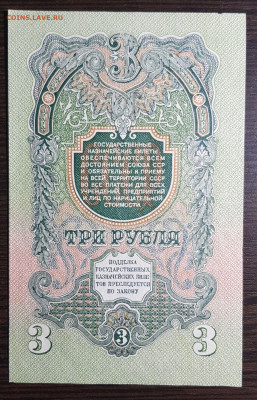 COINS.LAVE.RU
3
ГОСУДАРСТВЕННЫЕ
КАЗНАЧЕЙСКИЕ БИЛЕТЫ
ОБЕСПЕЧИВАЮТСЯ ВСЕМ
ДОСТОЯНИЕМ СОЮЗА ССР
И ОБЯЗАТЕЛЬНЫ К ПРИЕМУ
НА ВСЕЙ ТЕРРИТОРИИ СССР
ВО ВСЕ ПЛАТЕЖИ ДЛЯ ВСЕХ
УЧРЕЖДЕНИЙ, ПРЕДПРИЯТИЙ
И ЛИЦ ПО НАРИЦАТЕЛЬНОЙ
СТОИМОСТИ.
ТРИ РУБЛЯ
ПОДДЕЛКА
ГОСУДАРСТВЕННЫХ
КАЗНАЧЕЙСКИХ БИЛЕ
ТОВ ПРЕСЛЕДУЕТСЯ
ПО ЗАКОНУ
3 3 3